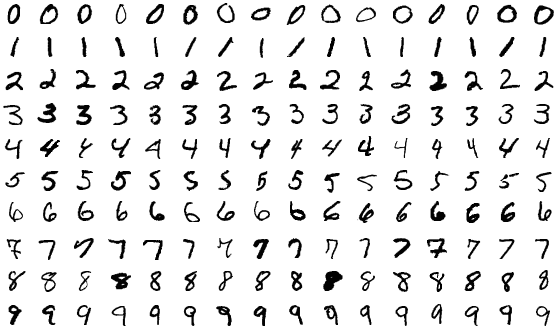 0 0 0 0 0 0 0 0 0 0 0 0 0 0 0 0
1 1 1 1 1 1 1 1 1 1 1 1 1 1 1 1
2 2 2 2 2 2 2 2 2 2 2 2 2 2 2 2
3 3 3 3 3 3 3 3 3 3 3 3 3 3 3 3
4 4 4 4 4 4 4 4 4 4 4 4 4 4 4 4
5 5 5 5 5 5 5 5 5 5 5 5 5 5 5 5
6 6 6 6 6 6 6 6 6 6 6 6 6 6 6 6
7 7 7 7 7 7 7 7 7 7 7 7 7 7 7 7
8 8 8 8 8 8 8 8 8 8 8 8 8 8 8 8
9 9 9 9 9 9 9 9 9 9 9 9 9 9 9 9